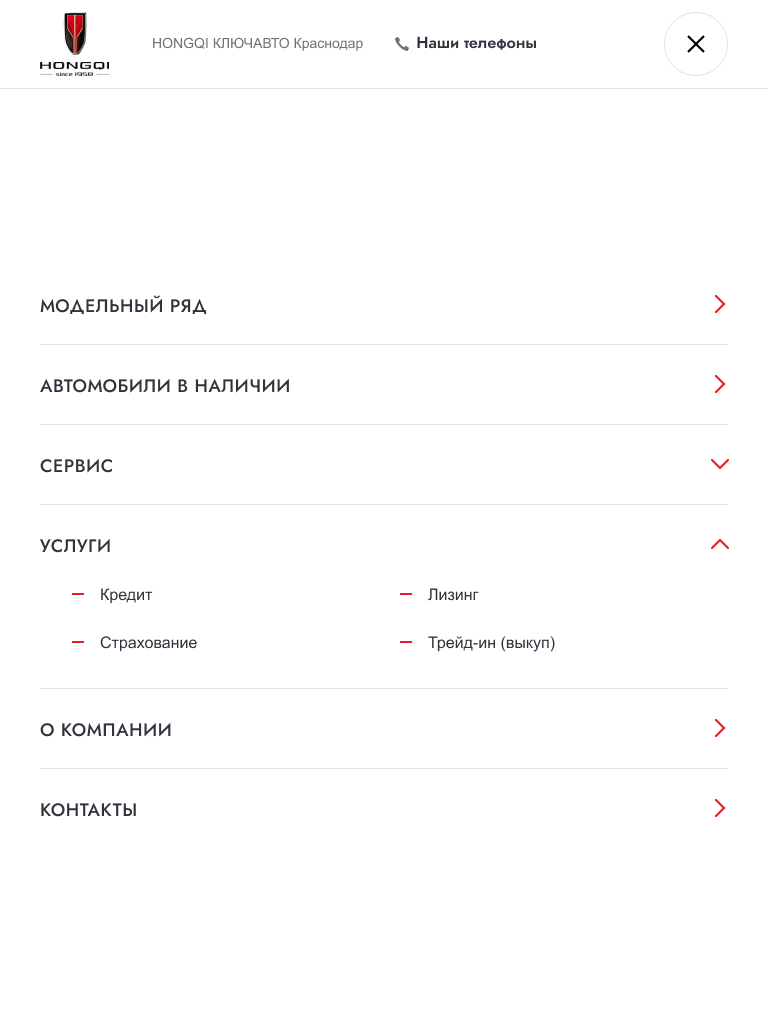 HONGQI
since 1958
HONGQI КЛЮЧАВТО Краснодар
Наши телефоны
МОДЕЛЬНЫЙ РЯД
АВТОМОБИЛИ В НАЛИЧИИ
СЕРВИС
УСЛУГИ
Кредит
Лизинг
Страхование
Трейд-ин (выкуп)
О КОМПАНИИ
КОНТАКТЫ